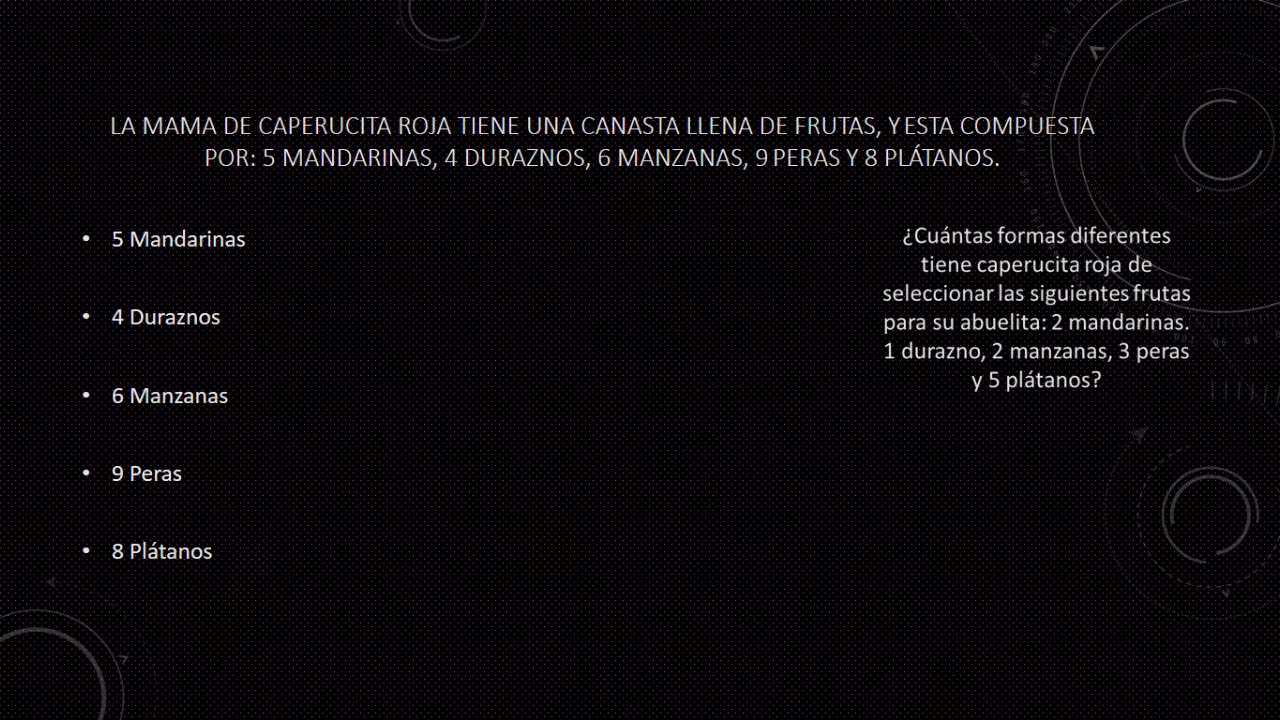 LA MAMA DE CAPERUCITA ROJA TIENE UNA CANASTA LLENA DE FRUTAS, Y ESTA COMPUESTA
POR: 5 MANDARINAS, 4 DURAZNOS, 6 MANZANAS, 9 PERAS Y 8 PLÁTANOS.
• 5 Mandarinas
• 4 Duraznos
• 6 Manzanas
• 9 Peras
• 8 Plátanos
¿Cuántas formas diferentes
tiene caperucita roja de
seleccionar las siguientes frutas
para su abuelita: 2 mandarinas.
1 durazno, 2 manzanas, 3 peras
y 5 plátanos?